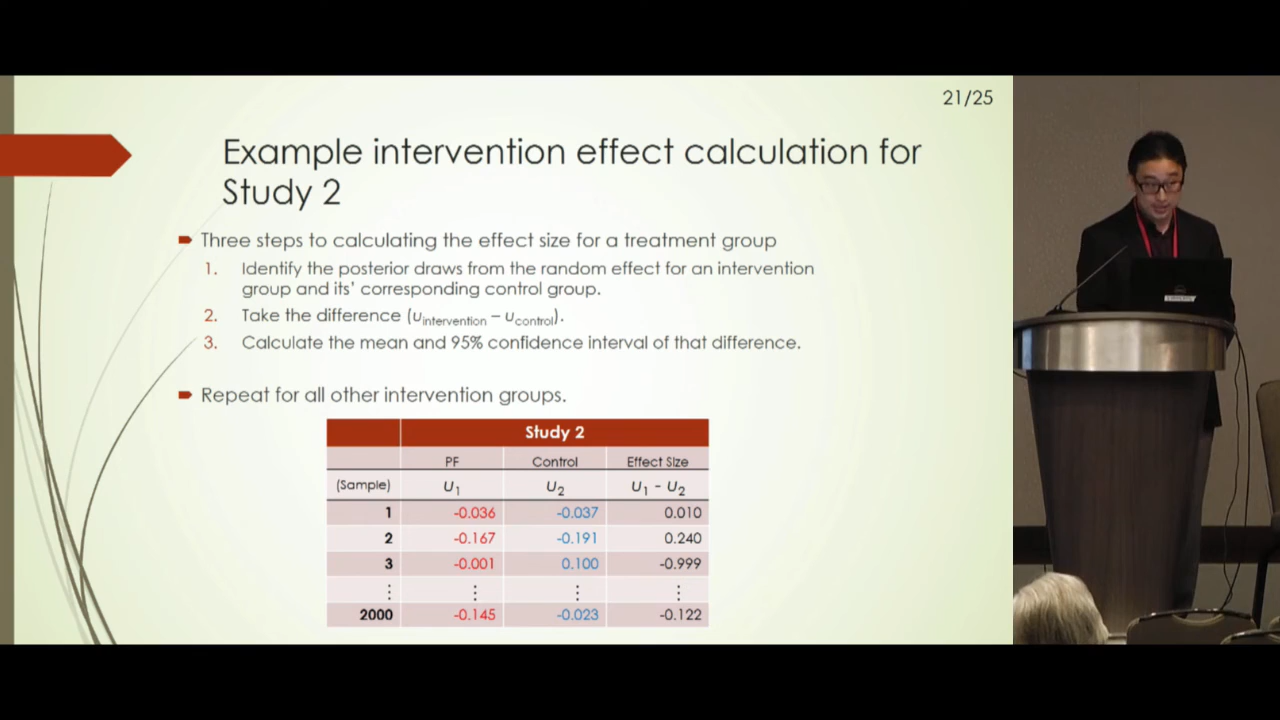 21/25
Example intervention effect calculation for
Study 2
Three steps to calculating the effect size for a treatment group
1. Identify the posterior draws from the random effect for an intervention
group and its' corresponding control group.
2. Take the difference (uintervention – ucontrol).
3. Calculate the mean and 95% confidence interval of that difference.
Repeat for all other intervention groups.
Study 2
PF Control Effect Size
(Sample) U1 U2 U1 - U2
1 -0.036 -0.037 0.010
2 -0.167 -0.191 0.240
3 -0.001 0.100 -0.999
⋮ ⋮ ⋮ ⋮
2000 -0.145 -0.023 -0.122